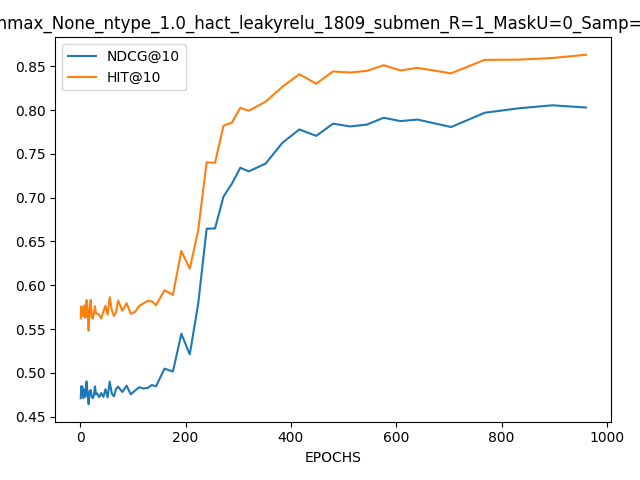 nmax_None_ntype_1.0_hact_leakyrelu_1809_submen_R=1_MaskU=0_Samp=
NDCG@10
HIT@10
0.85
0.80
0.75
0.70
0.65
0.60
0.55
0.50
0.45
0 200 400 600 800 1000
EPOCHS